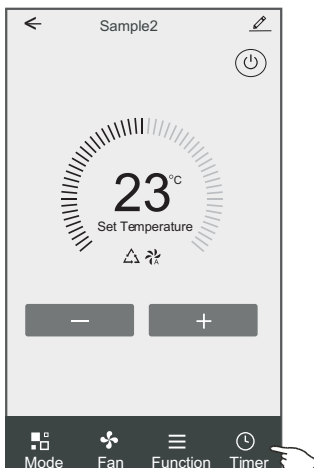 Sample2
23°C
Set Temperature
A
Mode Fan Function Timer